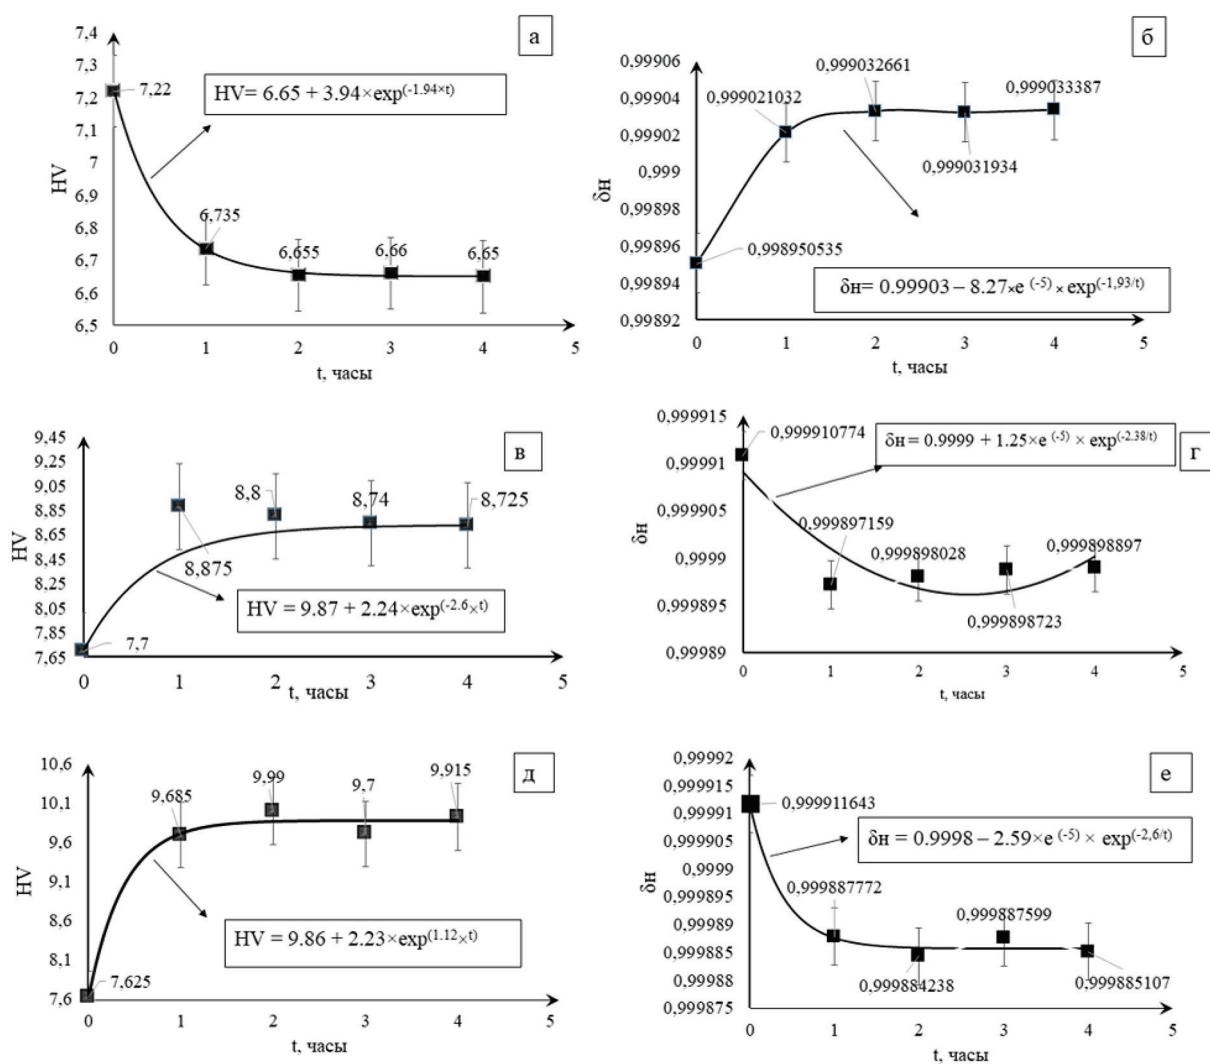 а
7,4
7,3
7,2
7,1
7
6,9
6,8
6,7
6,6
6,5
HV
7,22
6,735
6,655
6,66
6,65
HV= 6.65 + 3.94×exp(-1.94×t)
0 1 2 3 4 5
t, часы
б
0,99906
0,99904
0,99902
0,999
0,99898
0,99896
0,99894
0,99892
δн
0,998950535
0,999021032
0,999032661
0,999031934
0,999033387
δн= 0.99903 – 8.27×e (-5) × exp(-1,93/t)
0 1 2 3 4 5
t, часы
в
9,45
9,25
9,05
8,85
8,65
8,45
8,25
8,05
7,85
7,65
HV
7,7
8,875
8,8
8,74
8,725
HV = 9.87 + 2.24×exp(-2.6×t)
0 1 2 3 4 5
t, часы
г
0,999915
0,99991
0,999905
0,9999
0,999895
0,99989
δн
0,999910774
0,999897159
0,999898028
0,999898723
0,999898897
δн = 0.9999 + 1.25×e (-5) × exp(-2.38/t)
0 1 2 3 4 5
t, часы
д
10,6
10,1
9,6
9,1
8,6
8,1
7,6
HV
7,625
9,685
9,99
9,7
9,915
HV = 9.86 + 2.23×exp(1.12×t)
0 1 2 3 4 5
t, часы
е
0,99992
0,999915
0,99991
0,999905
0,9999
0,999895
0,99989
0,999885
0,99988
0,999875
δн
0,999911643
0,999887772
0,999884238
0,999887599
0,999885107
δн = 0.9998 – 2.59×e (-5) × exp(-2,6/t)
0 1 2 3 4 5
t, часы